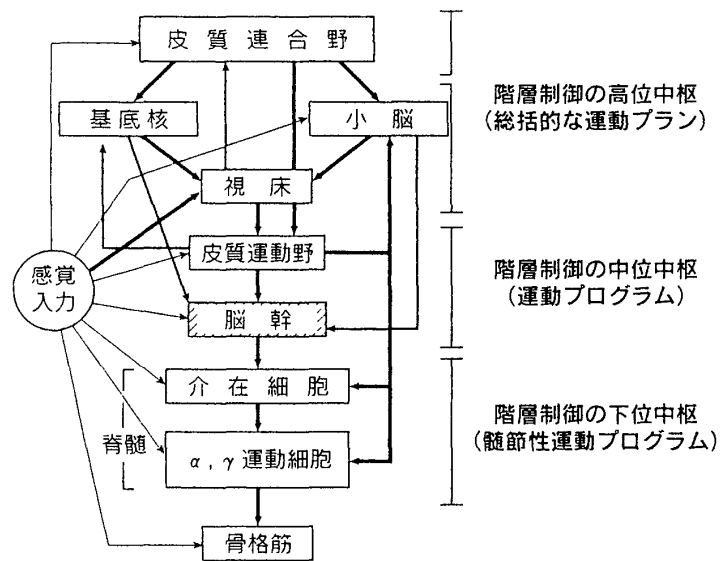 皮質連合野
階層制御の高位中枢
(総括的な運動プラン)
基底核
小脳
視床
皮質運動野
階層制御の中位中枢
(運動プログラム)
感覚
入力
脳幹
介在細胞
階層制御の下位中枢
(髄節性運動プログラム)
脊髄
α, γ 運動細胞
骨格筋